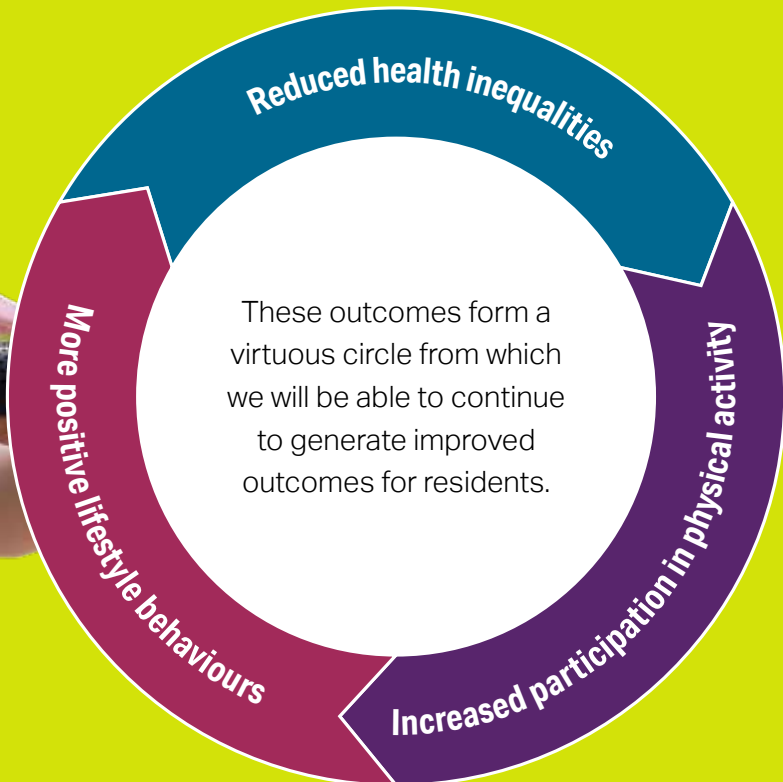 Reduced health inequalities
Increased participation in physical activity
More positive lifestyle behaviours
These outcomes form a
virtuous circle from which
we will be able to continue
to generate improved
outcomes for residents.